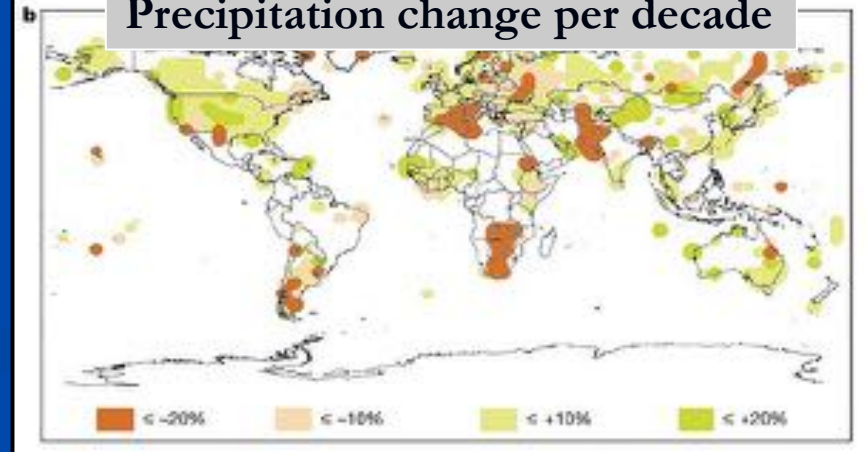 Precipitation change per decade
b
≤ -20%
≤ -10%
≤ +10%
≤ +20%